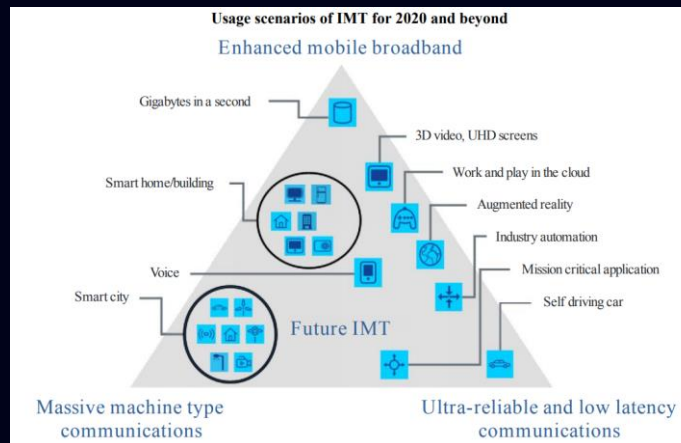 Usage scenarios of IMT for 2020 and beyond
Enhanced mobile broadband
Gigabytes in a second
3D video, UHD screens
Smart home/building
Work and play in the cloud
Augmented reality
Industry automation
Voice
Mission critical application
Smart city
Self driving car
Future IMT
Massive machine type
communications
Ultra-reliable and low latency
communications